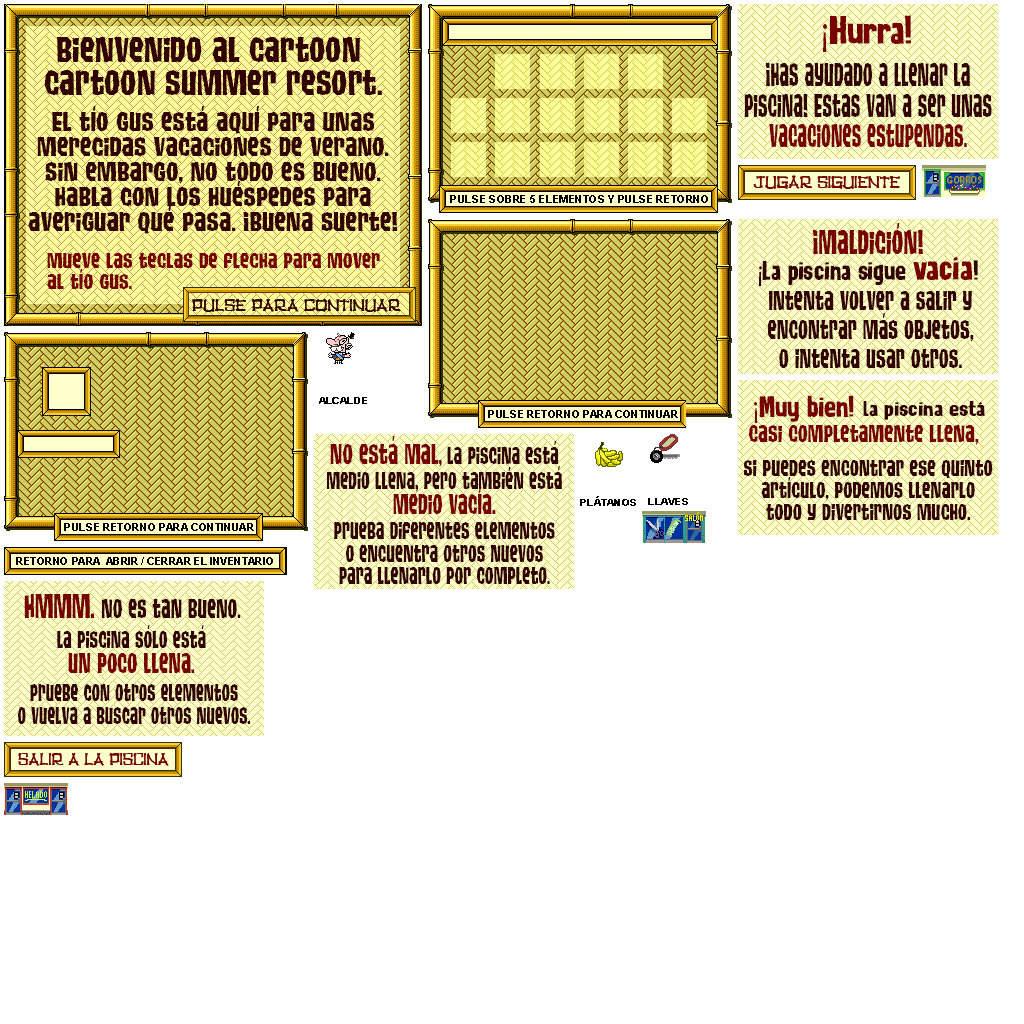 Bienvenido al Cartoon
Cartoon Summer Resort.
El tío Gus está aquí para unas
merecidas vacaciones de verano.
Sin embargo, no todo es bueno.
Habla con los huéspedes para
averiguar qué pasa. ¡Buena suerte!
Mueve las teclas de flecha para mover
al tío Gus.
PULSE PARA CONTINUAR
PULSE SOBRE 5 ELEMENTOS Y PULSE RETORNO
¡Hurra!
¡Has ayudado a llenar la
piscina! Estas van a ser unas
vacaciones estupendas.
JUGAR SIGUIENTE
GORROS
¡Maldición!
¡La piscina sigue vacía!
Intenta volver a salir y
encontrar más objetos,
o intenta usar otros.
PULSE RETORNO PARA CONTINUAR
ALCALDE
PULSE RETORNO PARA CONTINUAR
¡Muy bien! La piscina está
casi completamente llena,
si puedes encontrar ese quinto
artículo, podemos llenarlo
todo y divertirnos mucho.
No está mal, la piscina está
medio llena, pero también está
medio vacía.
Prueba diferentes elementos
o encuentra otros nuevos
para llenarlo por completo.
PLÁTANOS
LLAVES
SALÓN
RETORNO PARA ABRIR / CERRAR EL INVENTARIO
HMMM. No es tan bueno.
La piscina sólo está
un poco llena.
Pruebe con otros elementos
o vuelva a buscar otros nuevos.
SALIR A LA PISCINA
HELADO